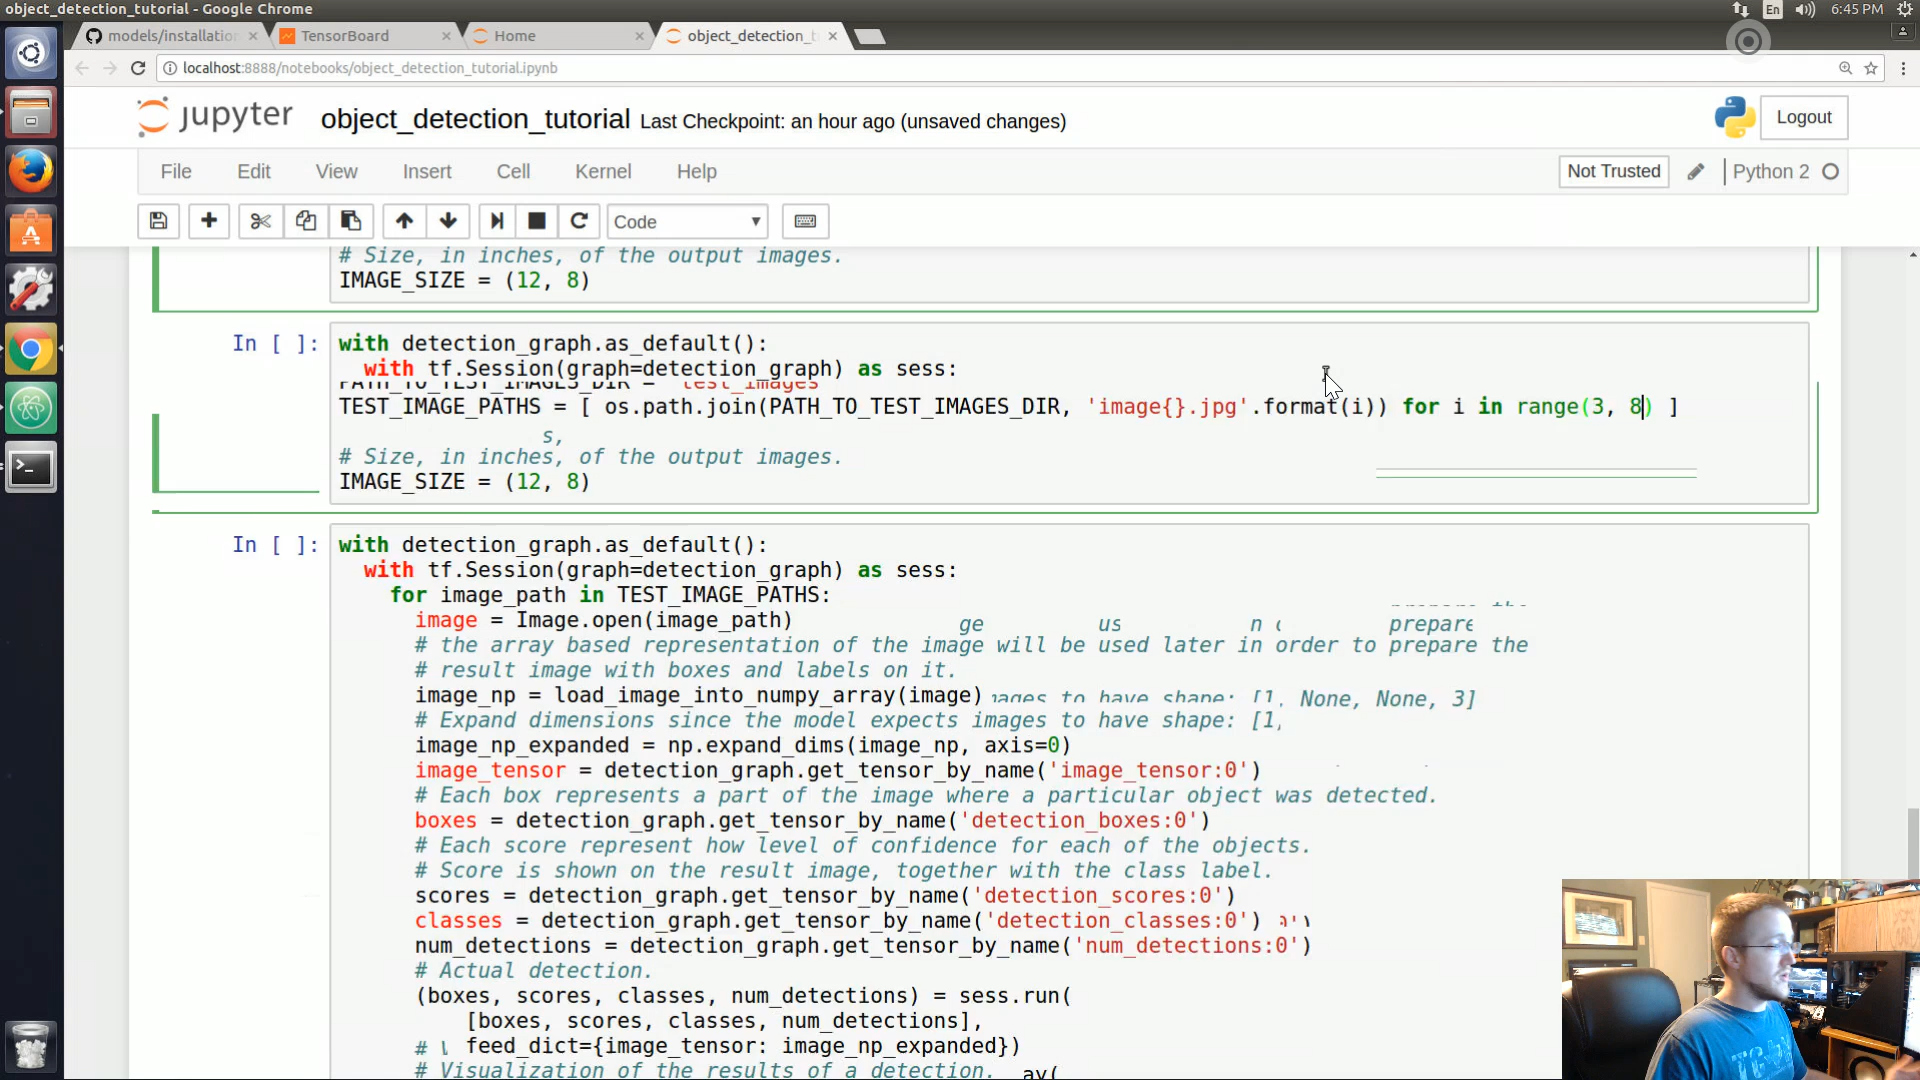 object_detection_tutorial - Google Chrome
En
6:45 PM
models/installatio
TensorBoard
Home
object_detection_t
localhost:8888/notebooks/object_detection_tutorial.ipynb
jupyter
object_detection_tutorial
Last Checkpoint: an hour ago (unsaved changes)
Logout
File
Edit
View
Insert
Cell
Kernel
Help
Not Trusted
Python 2
Code
# Size, in inches, of the output images.
IMAGE_SIZE = (12, 8)
In [ ]:
with detection_graph.as_default():
with tf.Session(graph=detection_graph) as sess:
PATH_TO_TEST_IMAGES_DIR = 'test_images'
TEST_IMAGE_PATHS = [ os.path.join(PATH_TO_TEST_IMAGES_DIR, 'image{}.jpg'.format(i)) for i in range(3, 8) ]
s,
# Size, in inches, of the output images.
IMAGE_SIZE = (12, 8)
In [ ]:
with detection_graph.as_default():
with tf.Session(graph=detection_graph) as sess:
for image_path in TEST_IMAGE_PATHS:
image = Image.open(image_path)
# the array based representation of the image will be used later in order to prepare the
# result image with boxes and labels on it.
image_np = load_image_into_numpy_array(image)
mages to have shape: [1, None, None, 3]
# Expand dimensions since the model expects images to have shape: [1,
image_np_expanded = np.expand_dims(image_np, axis=0)
image_tensor = detection_graph.get_tensor_by_name('image_tensor:0')
# Each box represents a part of the image where a particular object was detected.
boxes = detection_graph.get_tensor_by_name('detection_boxes:0')
# Each score represent how level of confidence for each of the objects.
# Score is shown on the result image, together with the class label.
scores = detection_graph.get_tensor_by_name('detection_scores:0')
classes = detection_graph.get_tensor_by_name('detection_classes:0')
num_detections = detection_graph.get_tensor_by_name('num_detections:0')
# Actual detection.
(boxes, scores, classes, num_detections) = sess.run(
[boxes, scores, classes, num_detections],
feed_dict={image_tensor: image_np_expanded})
# Visualization of the results of a detection.